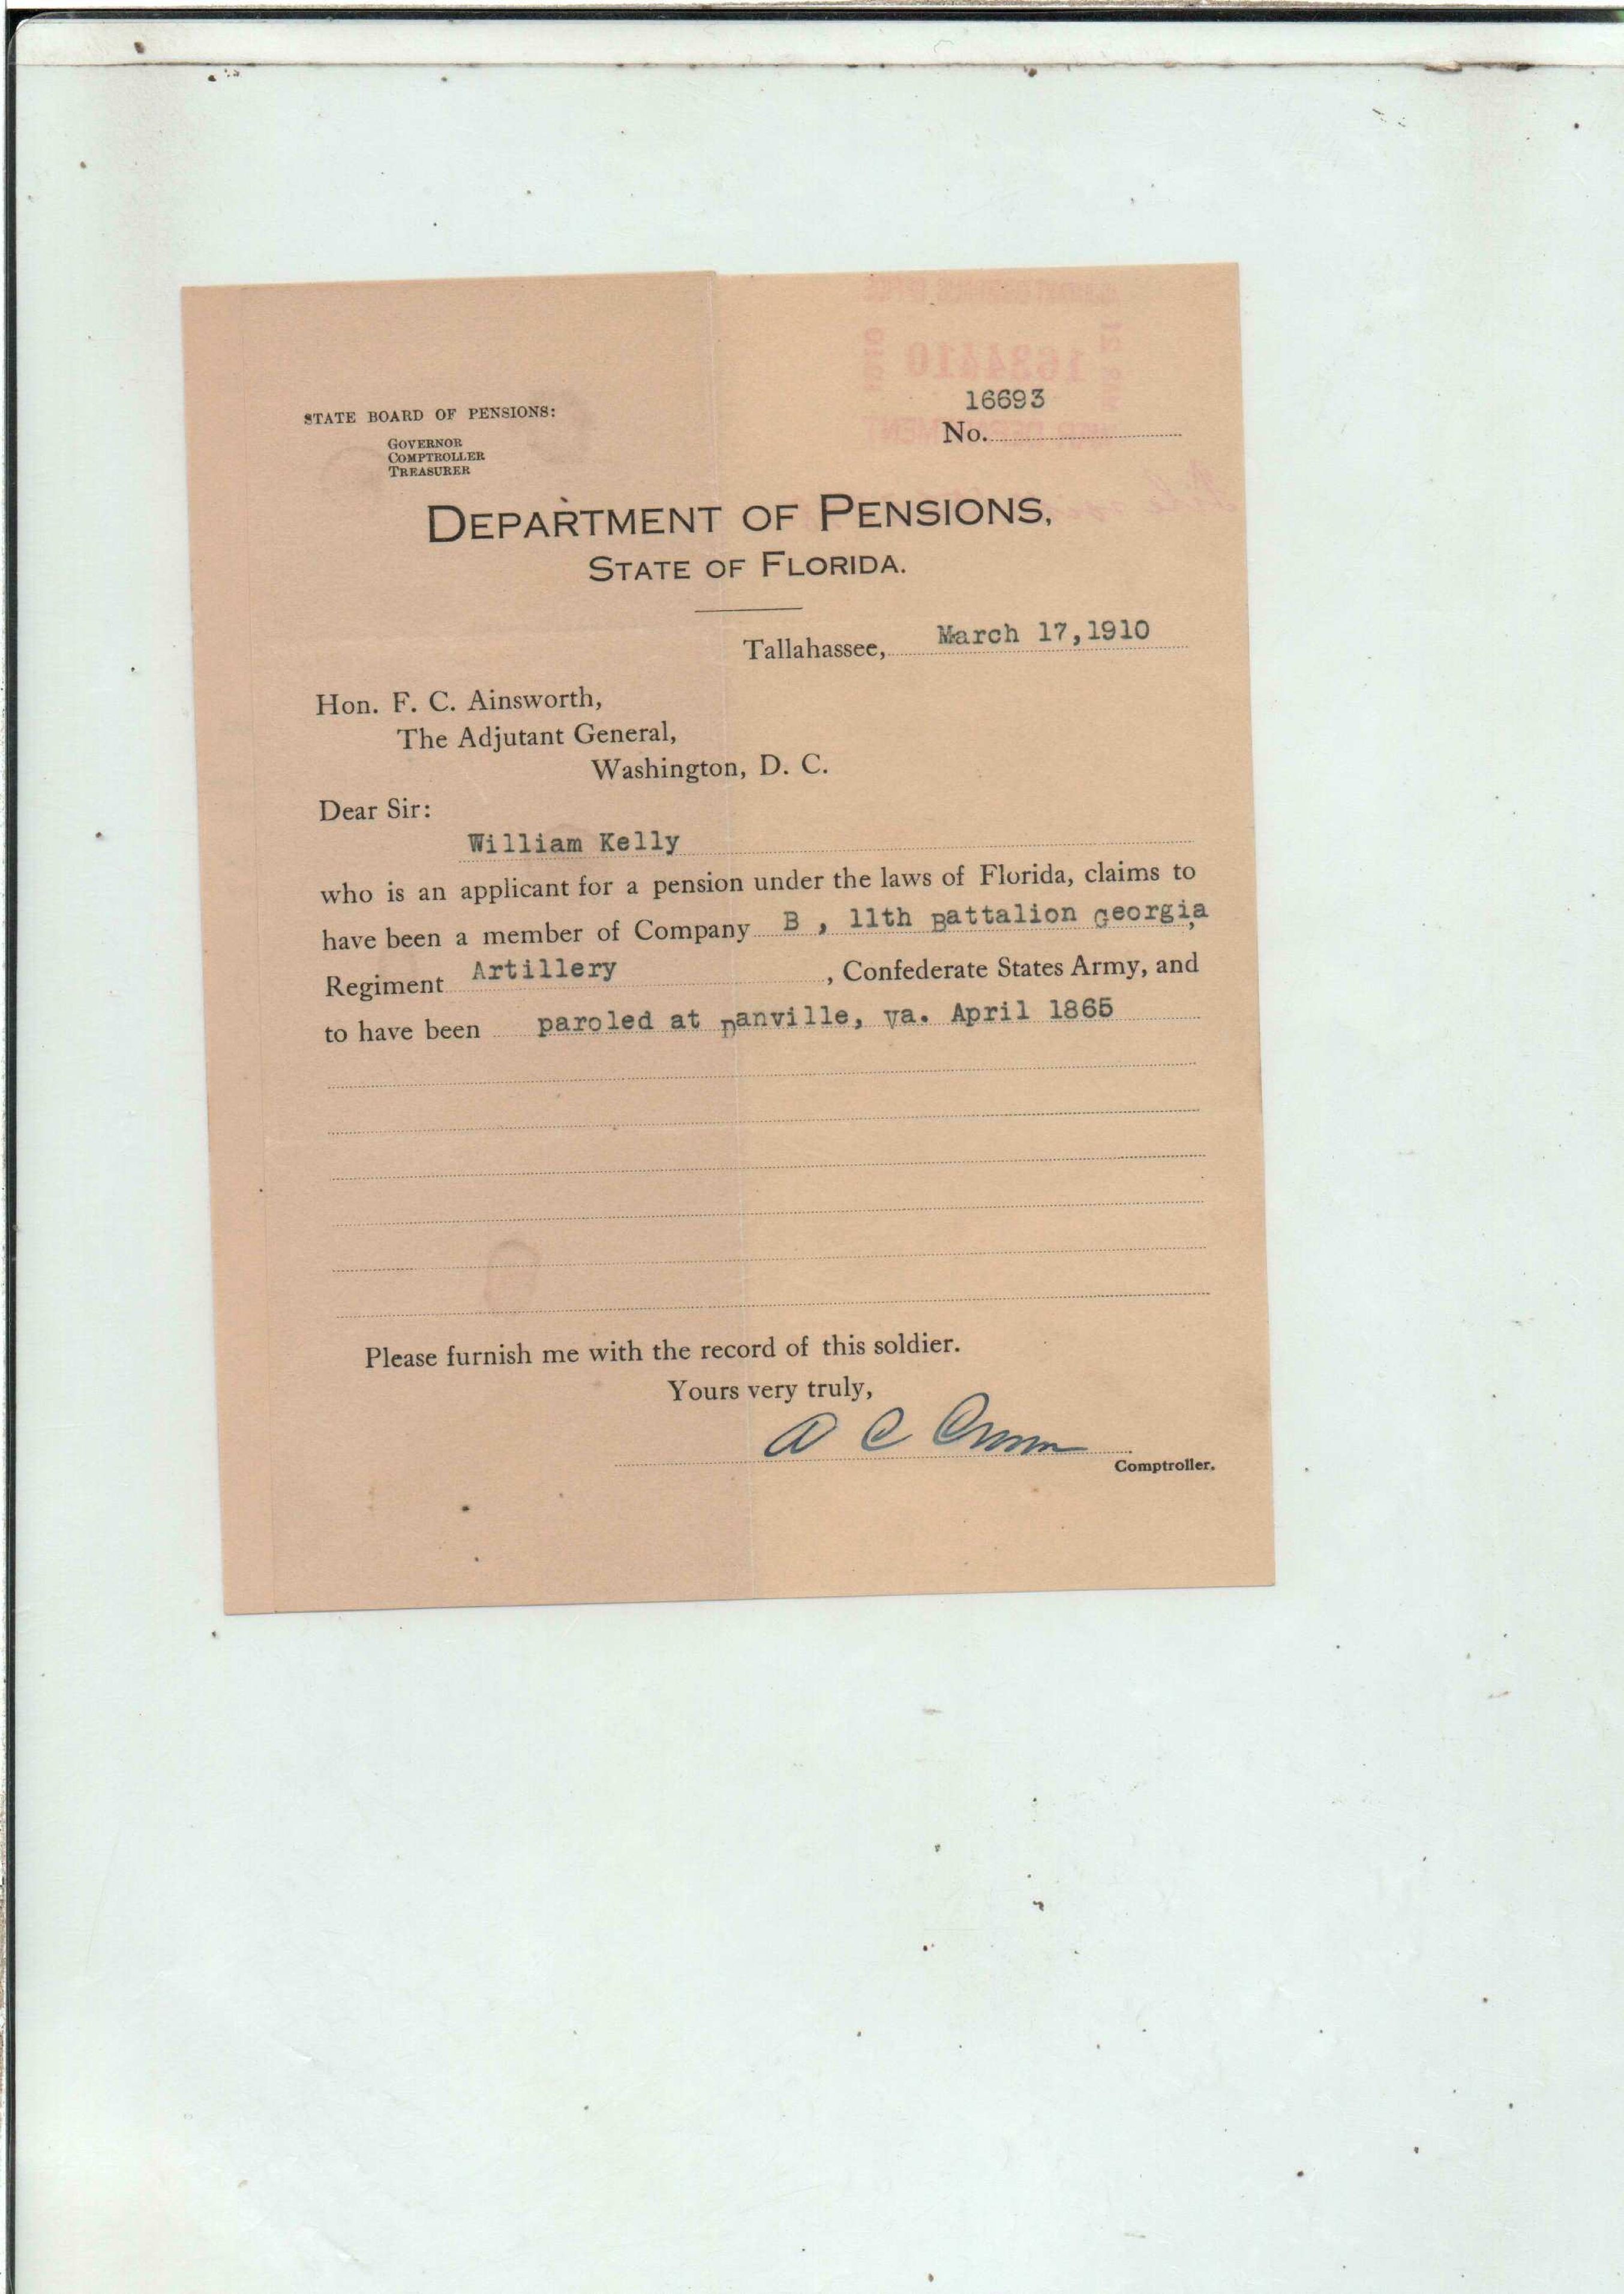 16693
STATE BOARD OF PENSIONS:
No.
GOVERNOR
COMPTROLLER
TREASURER
DEPARTMENT OF PENSIONS,
STATE OF FLORIDA.
Tallahassee, March 17,1910
Hon. F. C. Ainsworth,
The Adjutant General,
Washington, D. C.
Dear Sir:
William Kelly
who is an applicant for a pension under the laws of Florida, claims to
have been a member of Company B , 11th Battalion Georgia,
Regiment Artillery , Confederate States Army, and
to have been paroled at Danville, Va. April 1865
Please furnish me with the record of this soldier.
Yours very truly,
A C Croom
Comptroller.